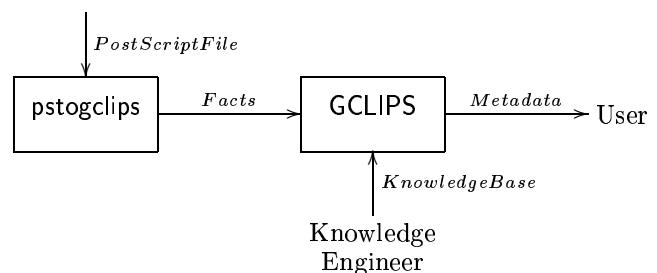 PostScriptFile
pstogclips
Facts
GCLIPS
Metadata
User
KnowledgeBase
Knowledge
Engineer